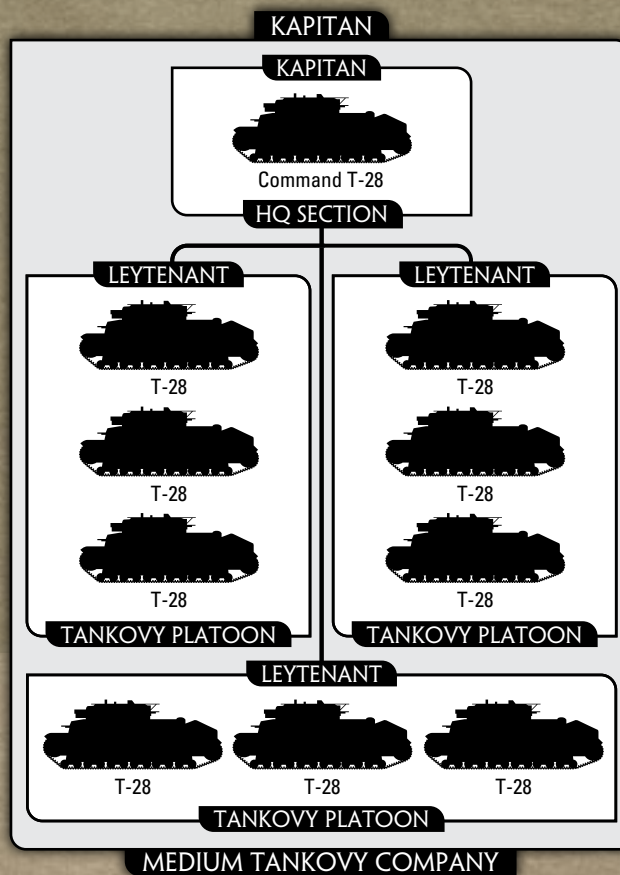 KAPITAN
KAPITAN
Command T-28
HQ SECTION
LEYTENANT
T-28
T-28
T-28
TANKOVY PLATOON
LEYTENANT
T-28
T-28
T-28
TANKOVY PLATOON
LEYTENANT
T-28 T-28 T-28
TANKOVY PLATOON
MEDIUM TANKOVY COMPANY